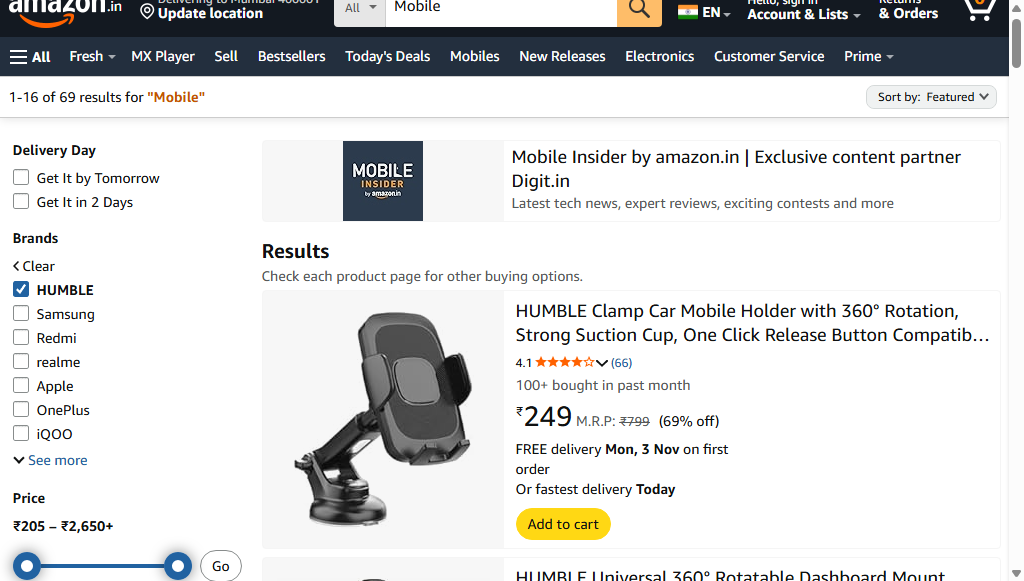 amazon.in
Delivering to Mumbai 400001
Update location
All
Mobile
EN
Hello, sign in
Account & Lists
Returns
& Orders
0
All
Fresh
MX Player
Sell
Bestsellers
Today's Deals
Mobiles
New Releases
Electronics
Customer Service
Prime
1-16 of 69 results for "Mobile"
Sort by: Featured
Delivery Day
Get It by Tomorrow
Get It in 2 Days
Brands
Clear
HUMBLE
Samsung
Redmi
realme
Apple
OnePlus
iQOO
See more
Price
₹205 – ₹2,650+
Go
MOBILE
INSIDER
by amazon.in
Mobile Insider by amazon.in | Exclusive content partner
Digit.in
Latest tech news, expert reviews, exciting contests and more
Results
Check each product page for other buying options.
HUMBLE Clamp Car Mobile Holder with 360° Rotation,
Strong Suction Cup, One Click Release Button Compatib…
4.1 (66)
100+ bought in past month
₹249 M.R.P: ₹799 (69% off)
FREE delivery Mon, 3 Nov on first
order
Or fastest delivery Today
Add to cart
HUMBLE Universal 360° Rotatable Dashboard Mount